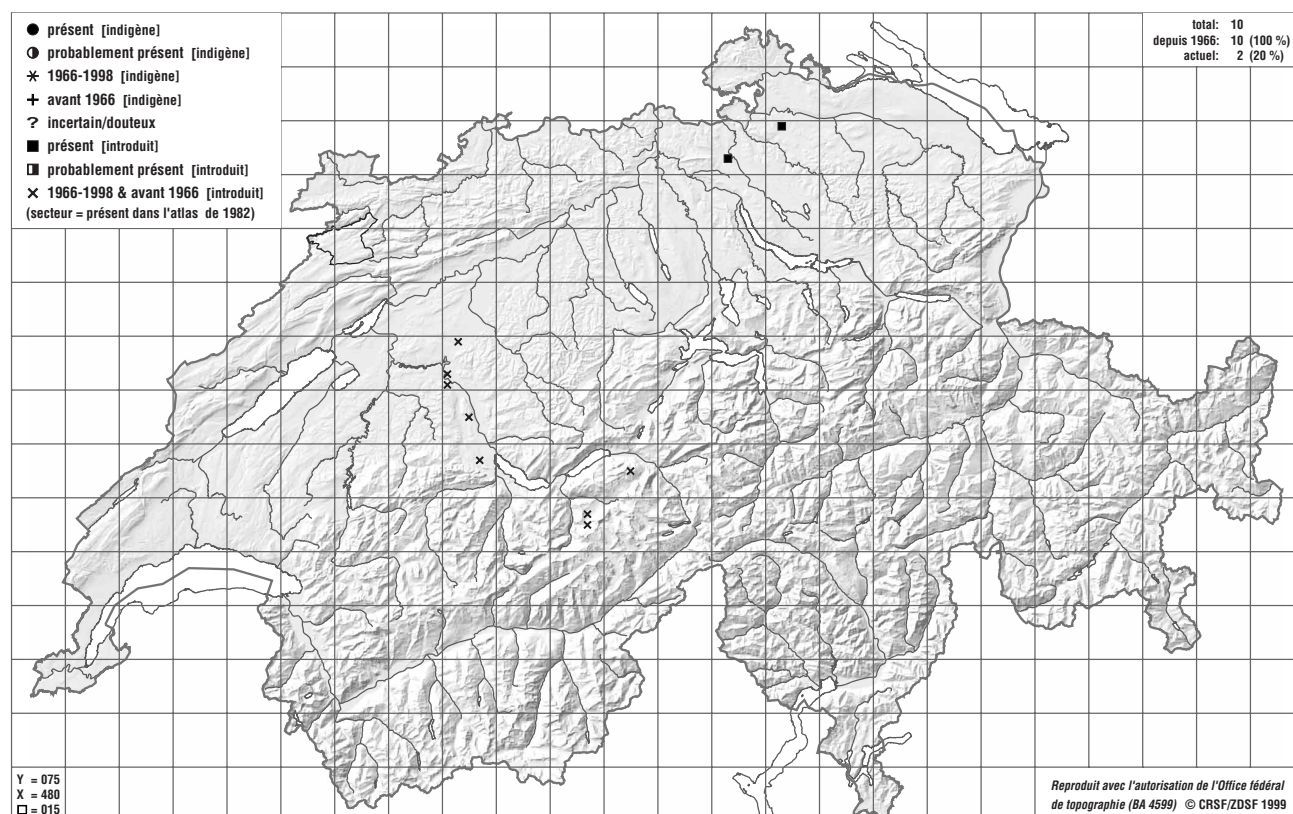 présent [indigène]
probablement présent [indigène]
1966-1998 [indigène]
avant 1966 [indigène]
? incertain/douteux
présent [introduit]
probablement présent [introduit]
1966-1998 & avant 1966 [introduit]
(secteur = présent dans l'atlas de 1982)
total: 10
depuis 1966: 10 (100 %)
actuel: 2 (20 %)
Y = 075
X = 480
= 015
Reproduit avec l'autorisation de l'Office fédéral
de topographie (BA 4599) © CRSF/ZDSF 1999